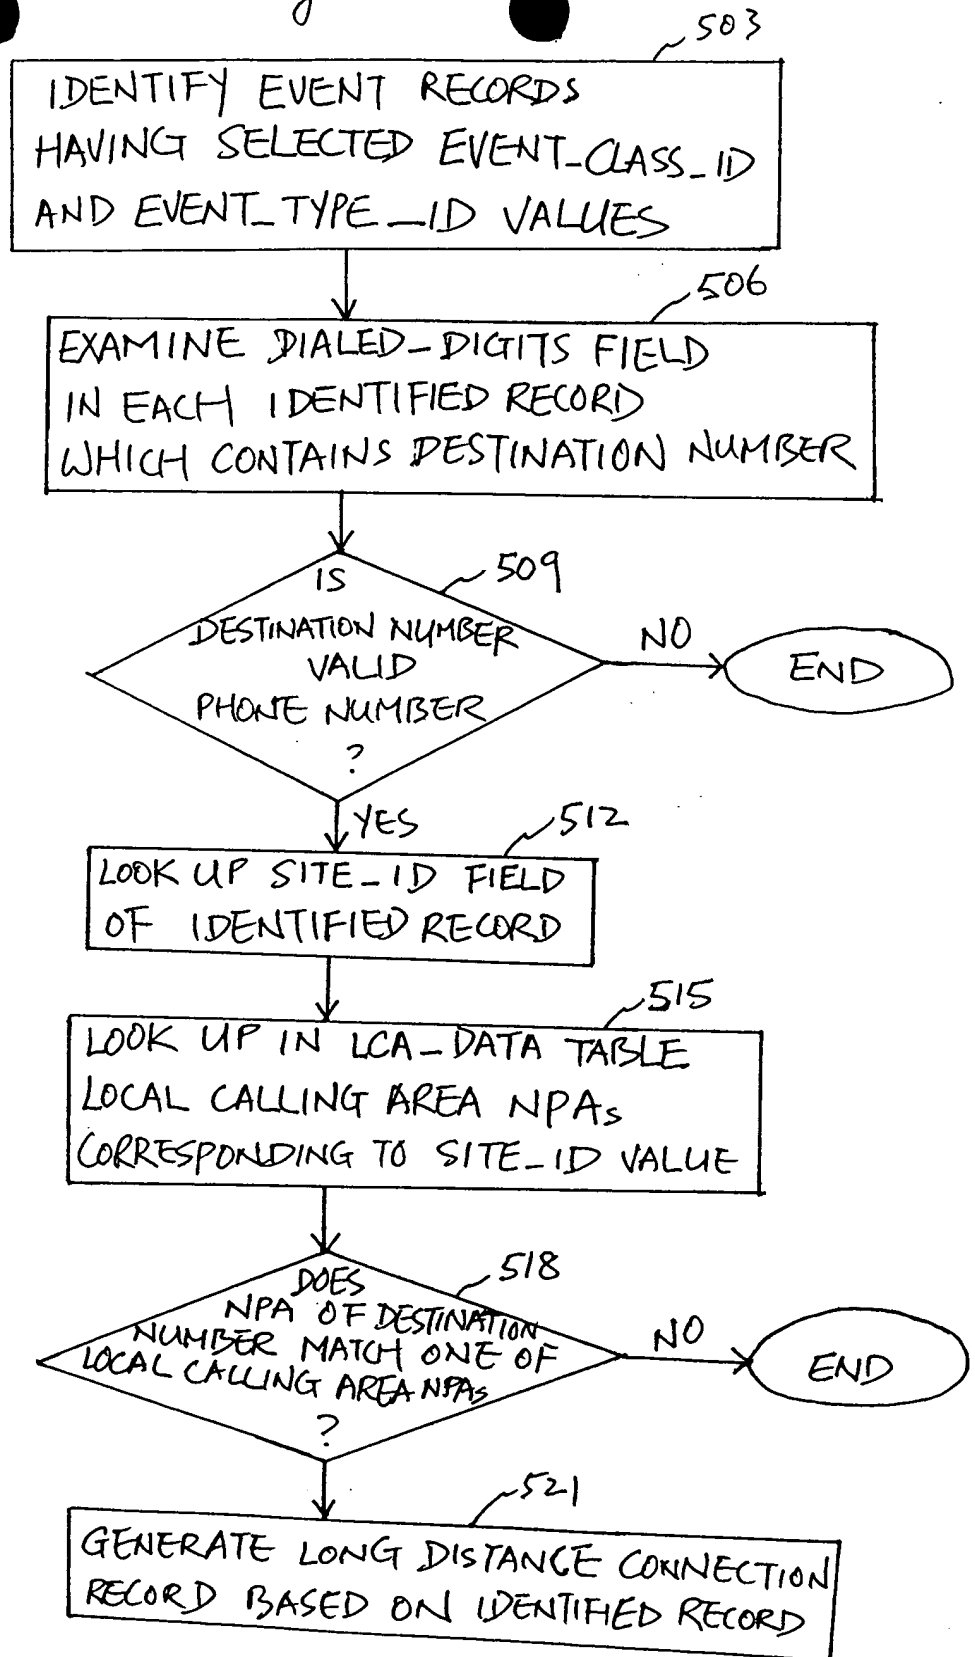 503
IDENTIFY EVENT RECORDS
HAVING SELECTED EVENT_CLASS_ID
AND EVENT_TYPE_ID VALUES
506
EXAMINE DIALED_DIGITS FIELD
IN EACH IDENTIFIED RECORD
WHICH CONTAINS DESTINATION NUMBER
509
IS
DESTINATION NUMBER
VALID
PHONE NUMBER
?
NO
END
YES
512
LOOK UP SITE_ID FIELD
OF IDENTIFIED RECORD
515
LOOK UP IN LCA_DATA TABLE
LOCAL CALLING AREA NPAs
CORRESPONDING TO SITE_ID VALUE
518
DOES
NPA OF DESTINATION
NUMBER MATCH ONE OF
LOCAL CALLING AREA NPAs
?
NO
END
521
GENERATE LONG DISTANCE CONNECTION
RECORD BASED ON IDENTIFIED RECORD